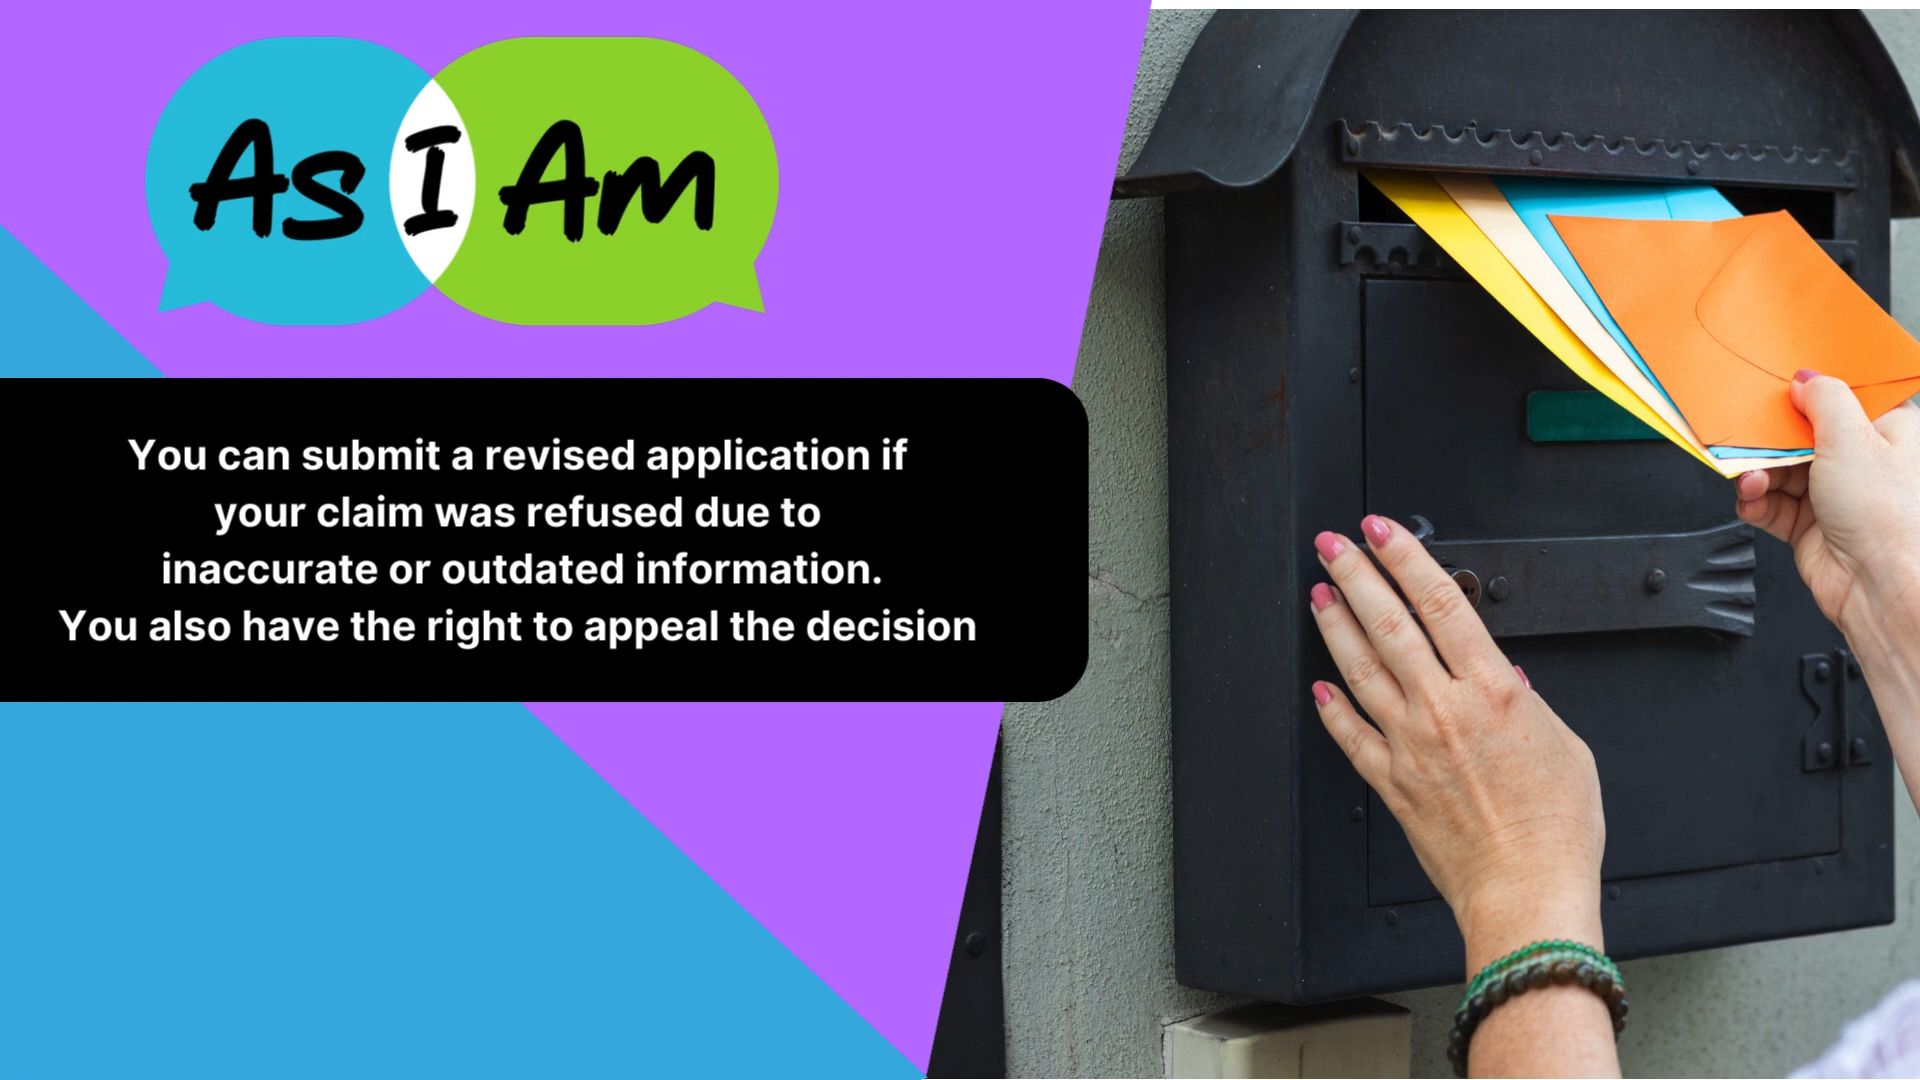 As I Am
You can submit a revised application if
your claim was refused due to
inaccurate or outdated information.
You also have the right to appeal the decision